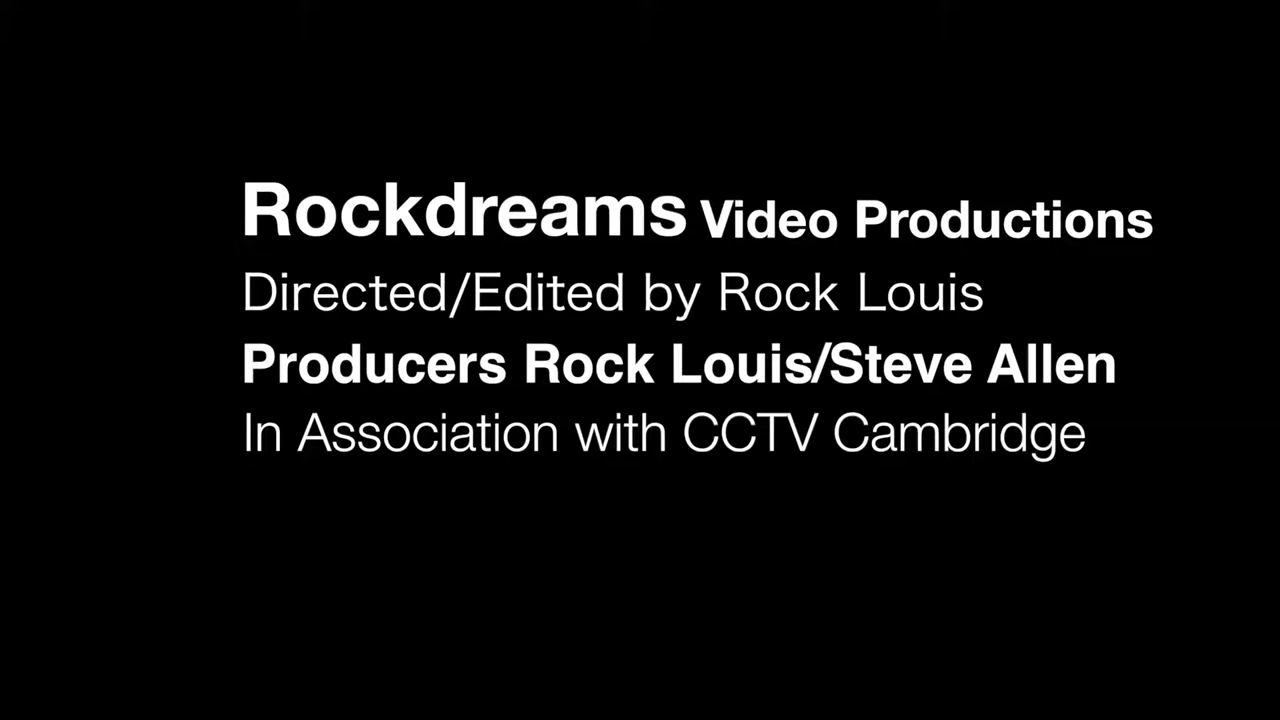 Rockdreams Video Productions
Directed/Edited by Rock Louis
Producers Rock Louis/Steve Allen
In Association with CCTV Cambridge